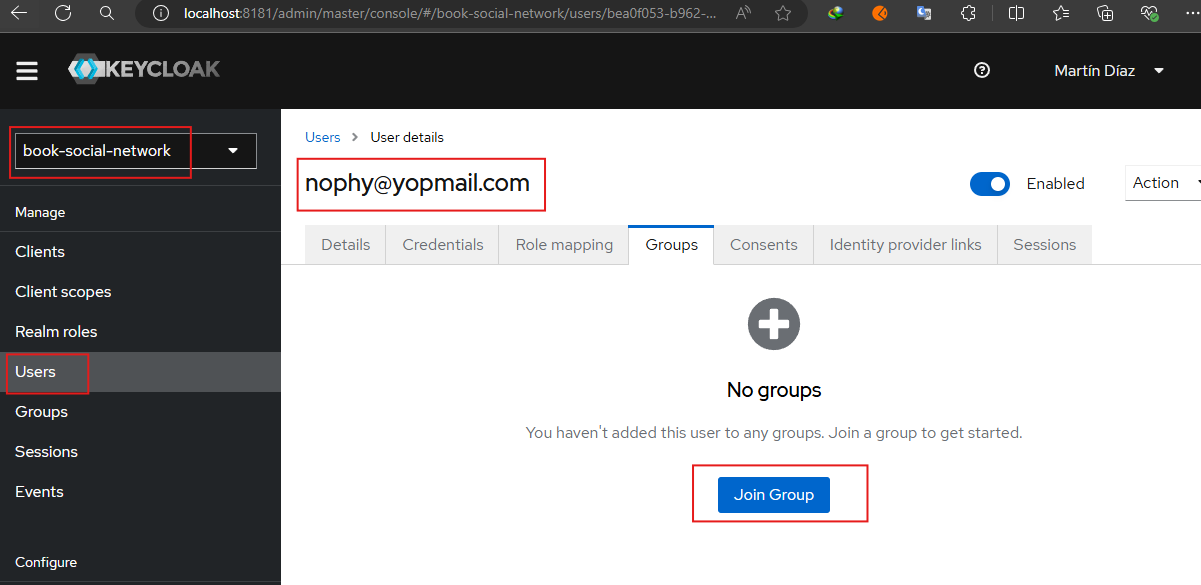 localhost:8181/admin/master/console/#/book-social-network/users/bea0f053-b962-...
KEYCLOAK
Martín Díaz
book-social-network
Manage
Clients
Client scopes
Realm roles
Users
Groups
Sessions
Events
Configure
Users > User details
nophy@yopmail.com
Enabled
Action
Details Credentials Role mapping Groups Consents Identity provider links Sessions
No groups
You haven't added this user to any groups. Join a group to get started.
Join Group